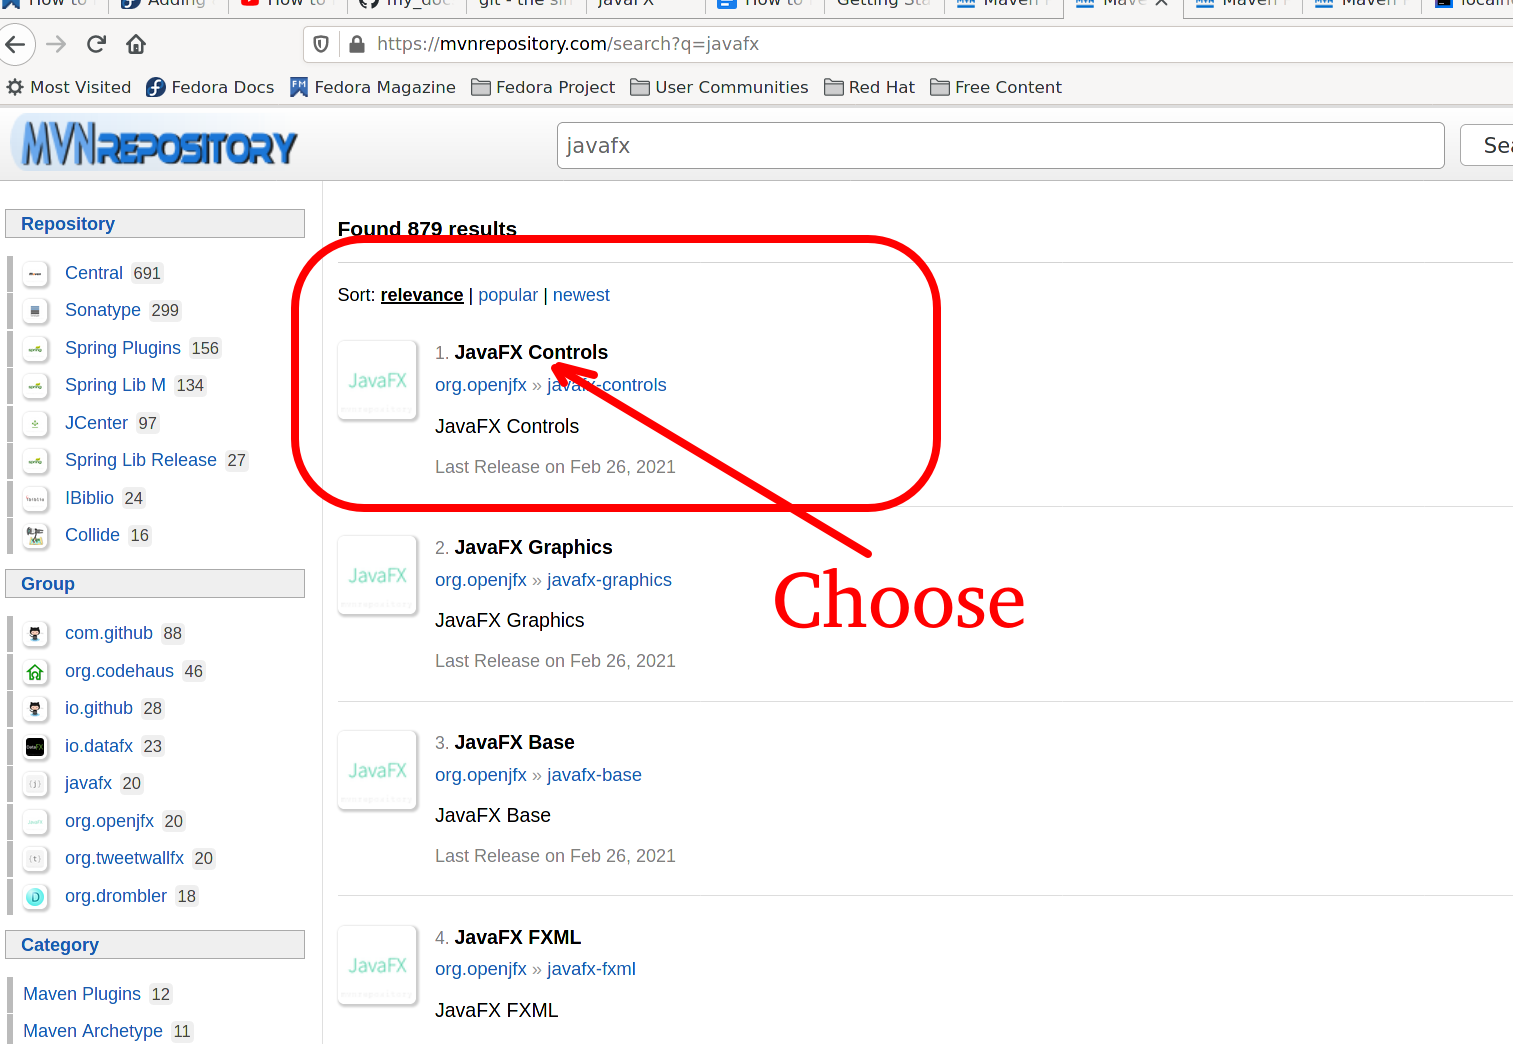 How to
Adding
How to
my_doc
git - the sim
JavaFX
How to
Getting Sta
Maven
Mave
Maven
Maven
localh
https://mvnrepository.com/search?q=javafx
Most Visited Fedora Docs Fedora Magazine Fedora Project User Communities Red Hat Free Content
MVNREPOSITORY
javafx
Sea
Repository
Central 691
Sonatype 299
Spring Plugins 156
Spring Lib M 134
JCenter 97
Spring Lib Release 27
IBiblio 24
Collide 16
Group
com.github 88
org.codehaus 46
io.github 28
io.datafx 23
javafx 20
org.openjfx 20
org.tweetwallfx 20
org.drombler 18
Category
Maven Plugins 12
Maven Archetype 11
Found 879 results
Sort: relevance | popular | newest
JavaFX
1. JavaFX Controls
org.openjfx » javafx-controls
JavaFX Controls
Last Release on Feb 26, 2021
Choose
JavaFX
2. JavaFX Graphics
org.openjfx » javafx-graphics
JavaFX Graphics
Last Release on Feb 26, 2021
JavaFX
3. JavaFX Base
org.openjfx » javafx-base
JavaFX Base
Last Release on Feb 26, 2021
JavaFX
4. JavaFX FXML
org.openjfx » javafx-fxml
JavaFX FXML